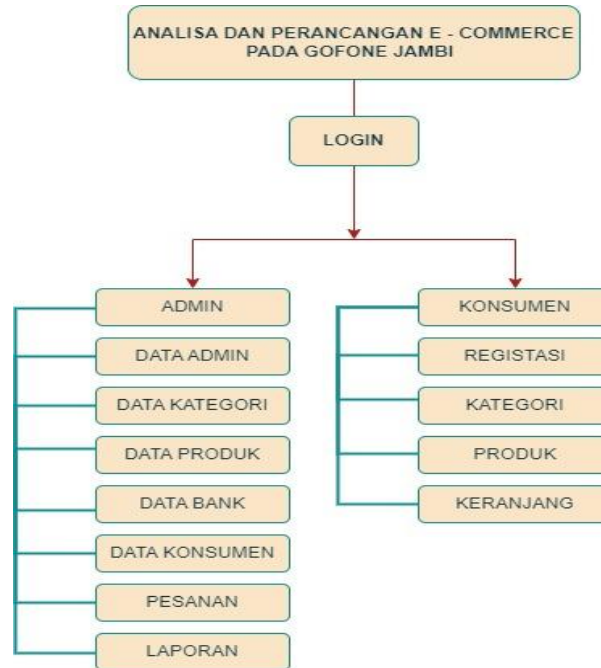 ANALISA DAN PERANCANGAN E - COMMERCE
PADA GOFONE JAMBI
LOGIN
ADMIN
DATA ADMIN
DATA KATEGORI
DATA PRODUK
DATA BANK
DATA KONSUMEN
PESANAN
LAPORAN
KONSUMEN
REGISTASI
KATEGORI
PRODUK
KERANJANG